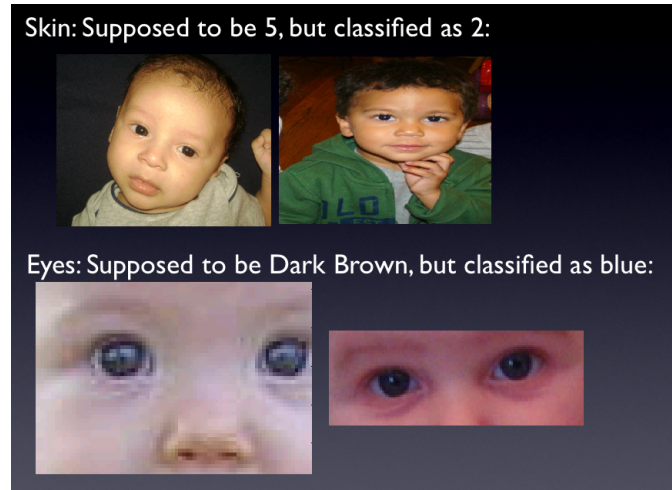 Skin: Supposed to be 5, but classified as 2:
ILO
Eyes: Supposed to be Dark Brown, but classified as blue: